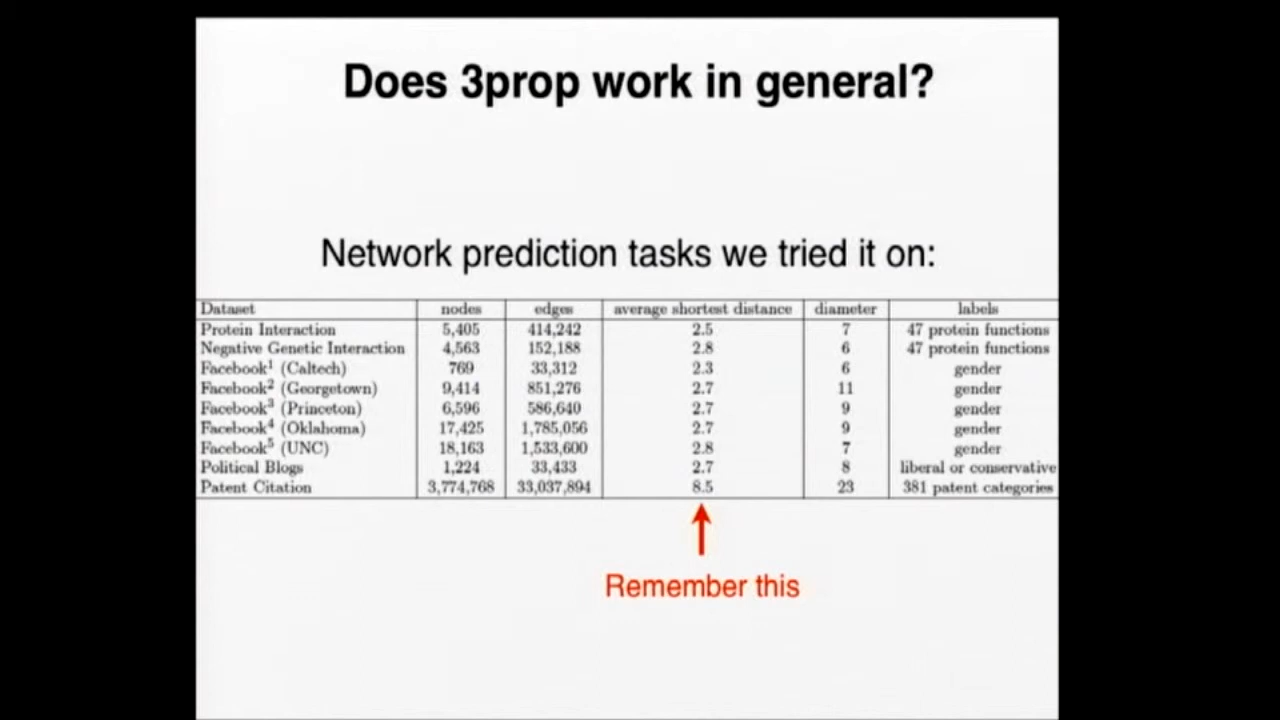 Does 3prop work in general?
Network prediction tasks we tried it on:
Dataset nodes edges average shortest distance diameter labels
Protein Interaction 5,405 414,242 2.5 7 47 protein functions
Negative Genetic Interaction 4,563 152,188 2.8 6 47 protein functions
Facebook¹ (Caltech) 769 33,312 2.3 6 gender
Facebook² (Georgetown) 9,414 851,276 2.7 11 gender
Facebook³ (Princeton) 6,596 586,640 2.7 9 gender
Facebook⁴ (Oklahoma) 17,425 1,785,056 2.7 9 gender
Facebook⁵ (UNC) 18,163 1,533,600 2.8 7 gender
Political Blogs 1,224 33,433 2.7 8 liberal or conservative
Patent Citation 3,774,768 33,037,894 8.5 23 381 patent categories
Remember this